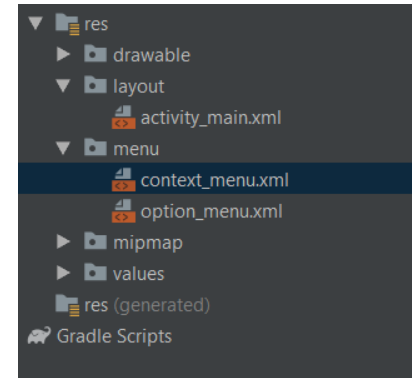 res
drawable
layout
activity_main.xml
menu
context_menu.xml
option_menu.xml
mipmap
values
res (generated)
Gradle Scripts